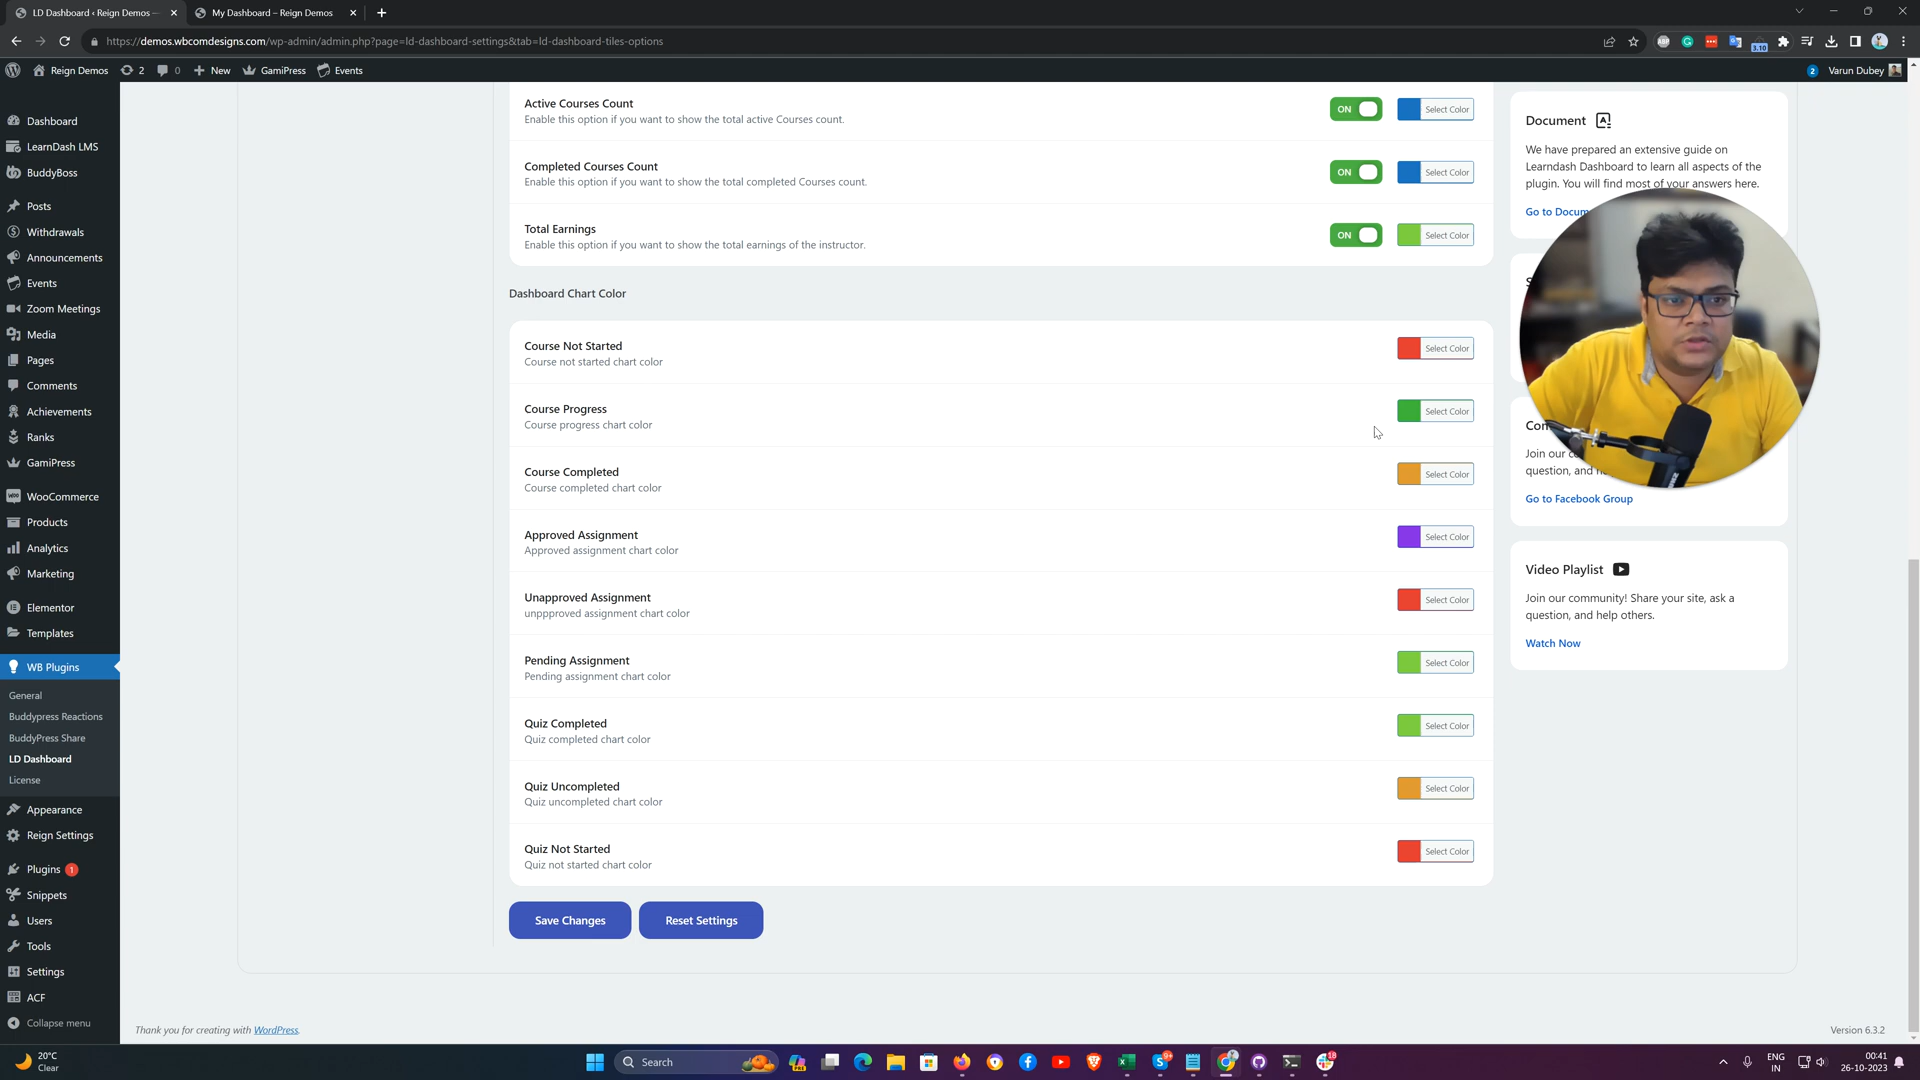 LD Dashboard ‹ Reign Demos —
My Dashboard – Reign Demos
https://demos.wbcomdesigns.com/wp-admin/admin.php?page=ld-dashboard-settings&tab=ld-dashboard-tiles-options
3.10
Reign Demos
2
0
New
GamiPress
Events
2
Varun Dubey
Dashboard
LearnDash LMS
BuddyBoss
Posts
Withdrawals
Announcements
Events
Zoom Meetings
Media
Pages
Comments
Achievements
Ranks
GamiPress
WooCommerce
Products
Analytics
Marketing
Elementor
Templates
WB Plugins
General
Buddypress Reactions
BuddyPress Share
LD Dashboard
License
Appearance
Reign Settings
Plugins 1
Snippets
Users
Tools
Settings
ACF
Collapse menu
Active Courses Count
Enable this option if you want to show the total active Courses count.
ON
Select Color
Completed Courses Count
Enable this option if you want to show the total completed Courses count.
ON
Select Color
Total Earnings
Enable this option if you want to show the total earnings of the instructor.
ON
Select Color
Dashboard Chart Color
Course Not Started
Course not started chart color
Select Color
Course Progress
Course progress chart color
Select Color
Course Completed
Course completed chart color
Select Color
Approved Assignment
Approved assignment chart color
Select Color
Unapproved Assignment
unppproved assignment chart color
Select Color
Pending Assignment
Pending assignment chart color
Select Color
Quiz Completed
Quiz completed chart color
Select Color
Quiz Uncompleted
Quiz uncompleted chart color
Select Color
Quiz Not Started
Quiz not started chart color
Select Color
Save Changes
Reset Settings
Document
We have prepared an extensive guide on
Learndash Dashboard to learn all aspects of the
plugin. You will find most of your answers here.
Go to Docum
Join our
question, and
Go to Facebook Group
Video Playlist
Join our community! Share your site, ask a
question, and help others.
Watch Now
Thank you for creating with WordPress.
Version 6.3.2
20°C
Clear
Search
PRE
9+
18
ENG
IN
00:41
26-10-2023